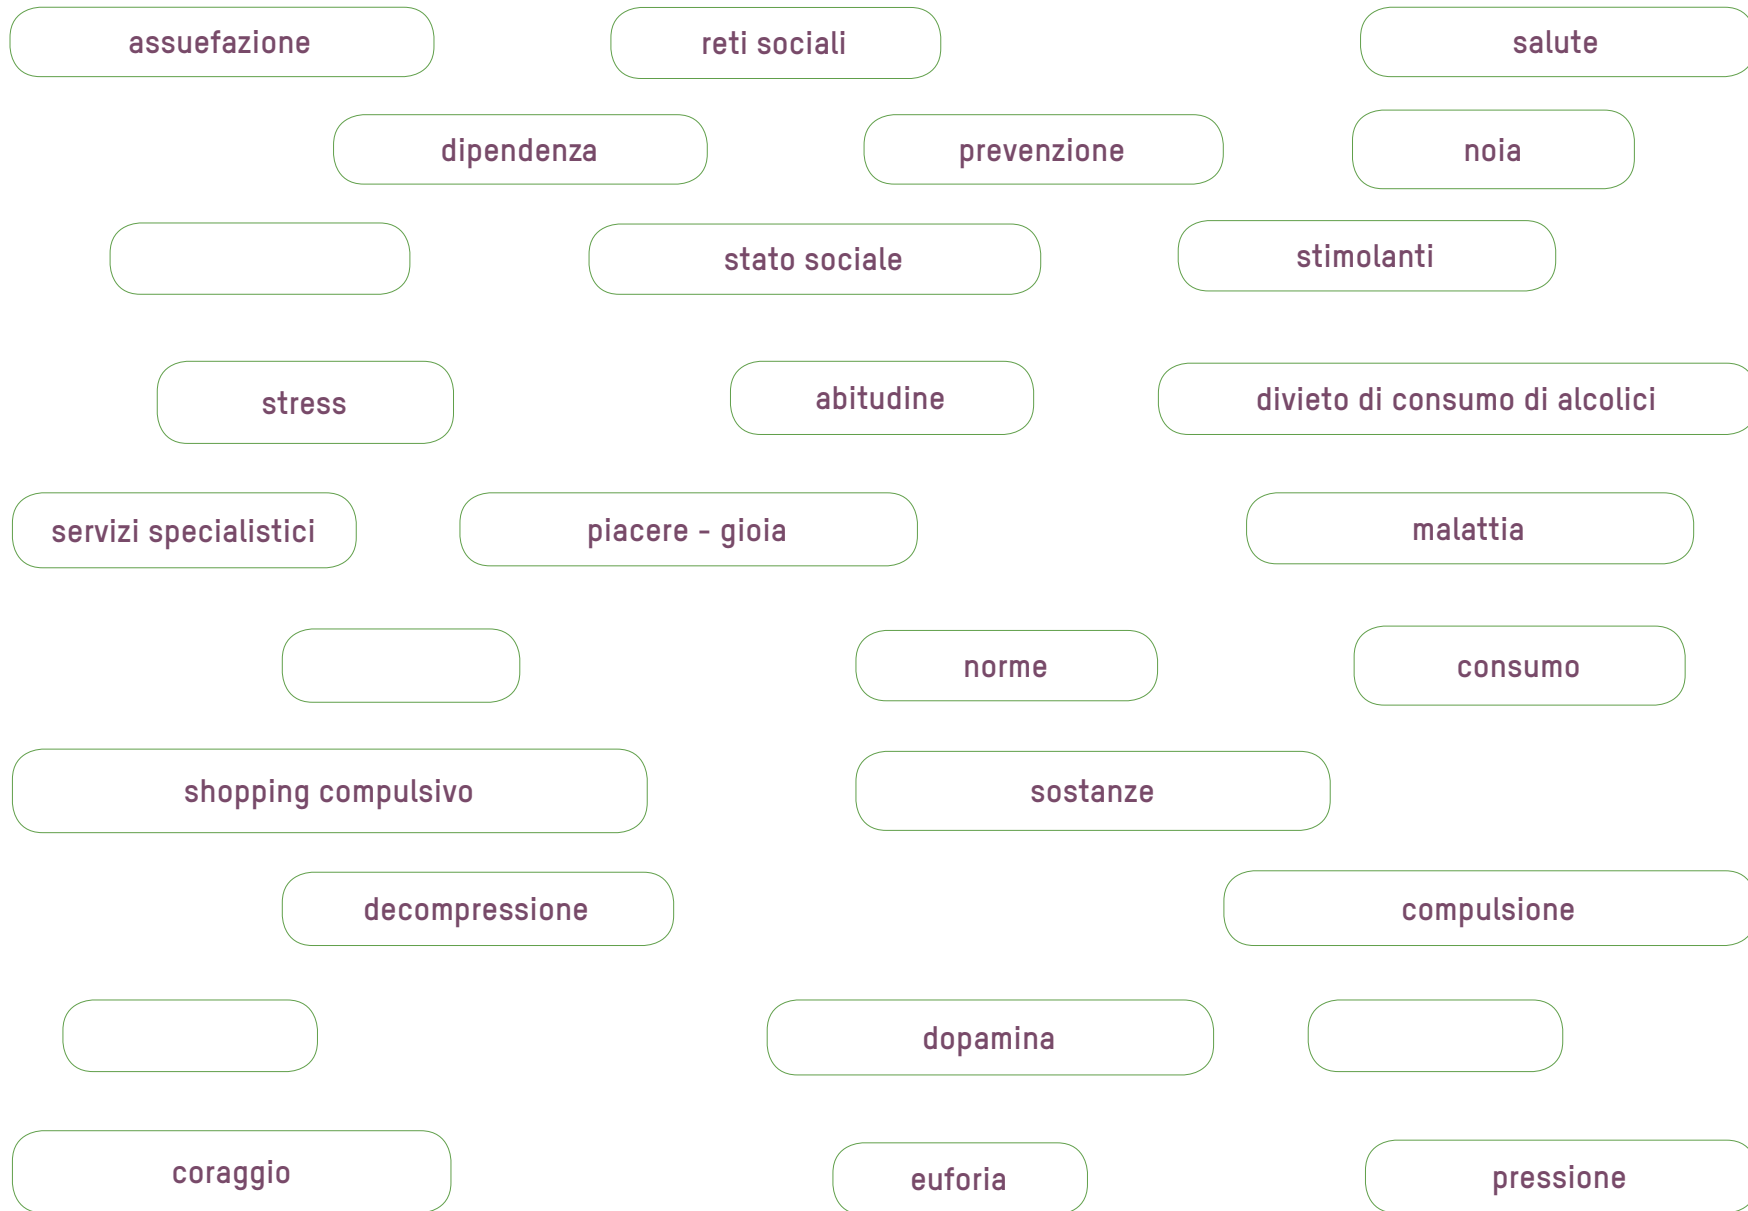 assuefazione
reti sociali
salute
dipendenza
prevenzione
noia
stato sociale
stimolanti
stress
abitudine
divieto di consumo di alcolici
servizi specialistici
piacere - gioia
malattia
norme
consumo
shopping compulsivo
sostanze
decompressione
compulsione
dopamina
coraggio
euforia
pressione